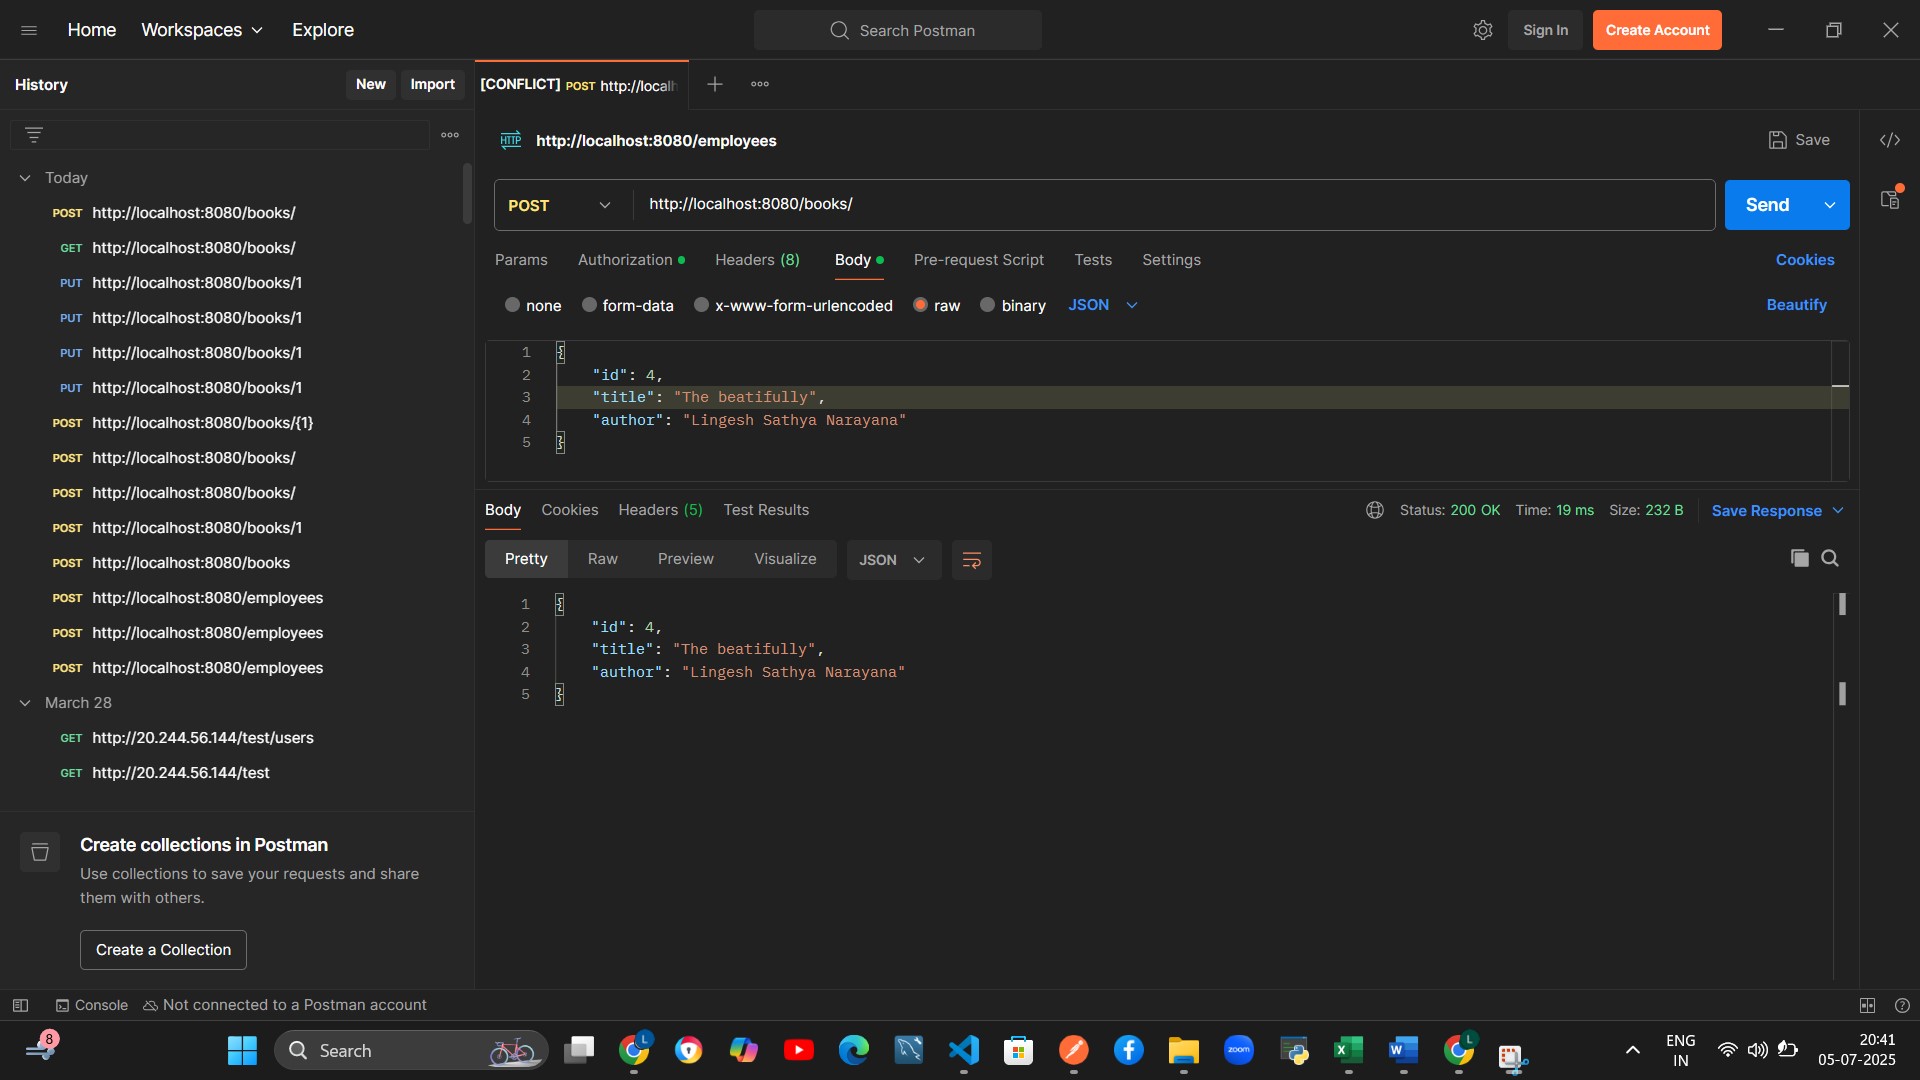 Home Workspaces Explore Search Postman Sign In Create Account
History New Import [CONFLICT] POST http://localh
HTTP http://localhost:8080/employees Save
Today
POST http://localhost:8080/books/
GET http://localhost:8080/books/
PUT http://localhost:8080/books/1
PUT http://localhost:8080/books/1
PUT http://localhost:8080/books/1
PUT http://localhost:8080/books/1
POST http://localhost:8080/books/{1}
POST http://localhost:8080/books/
POST http://localhost:8080/books/
POST http://localhost:8080/books/1
POST http://localhost:8080/books
POST http://localhost:8080/employees
POST http://localhost:8080/employees
POST http://localhost:8080/employees
March 28
GET http://20.244.56.144/test/users
GET http://20.244.56.144/test
Create collections in Postman
Use collections to save your requests and share
them with others.
Create a Collection
POST http://localhost:8080/books/ Send
Params Authorization Headers (8) Body Pre-request Script Tests Settings Cookies
none form-data x-www-form-urlencoded raw binary JSON Beautify
1 {
2 "id": 4,
3 "title": "The beatifully",
4 "author": "Lingesh Sathya Narayana"
5 }
Body Cookies Headers (5) Test Results Status: 200 OK Time: 19 ms Size: 232 B Save Response
Pretty Raw Preview Visualize JSON
1 {
2 "id": 4,
3 "title": "The beatifully",
4 "author": "Lingesh Sathya Narayana"
5 }
Console Not connected to a Postman account
8 Search L zoom X W L ENG 20:41
IN 05-07-2025